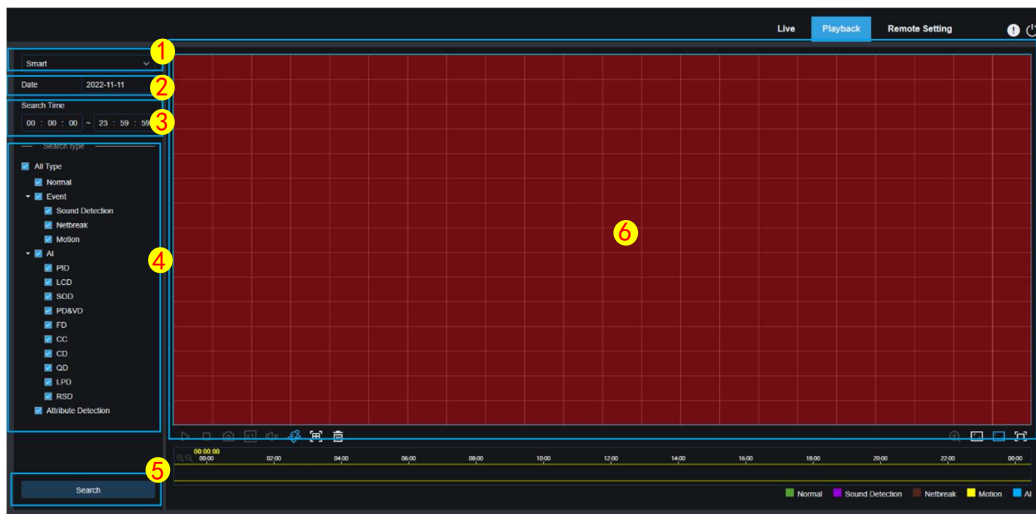 Live Playback Remote Setting
1
Smart
2
Date 2022-11-11
Search Time
3
00 : 00 : 00 ~ 23 : 59 : 59
Search type
All Type
Normal
Event
Sound Detection
Netbreak
6
Motion
4
AI
PID
LCD
SOD
PD&VD
FD
CC
CD
QD
LPD
RSD
Attribute Detection
00:00:00
00:00 02:00 04:00 06:00 08:00 10:00 12:00 14:00 16:00 18:00 20:00 22:00 00:00
5
Search
Normal Sound Detection Netbreak Motion AI